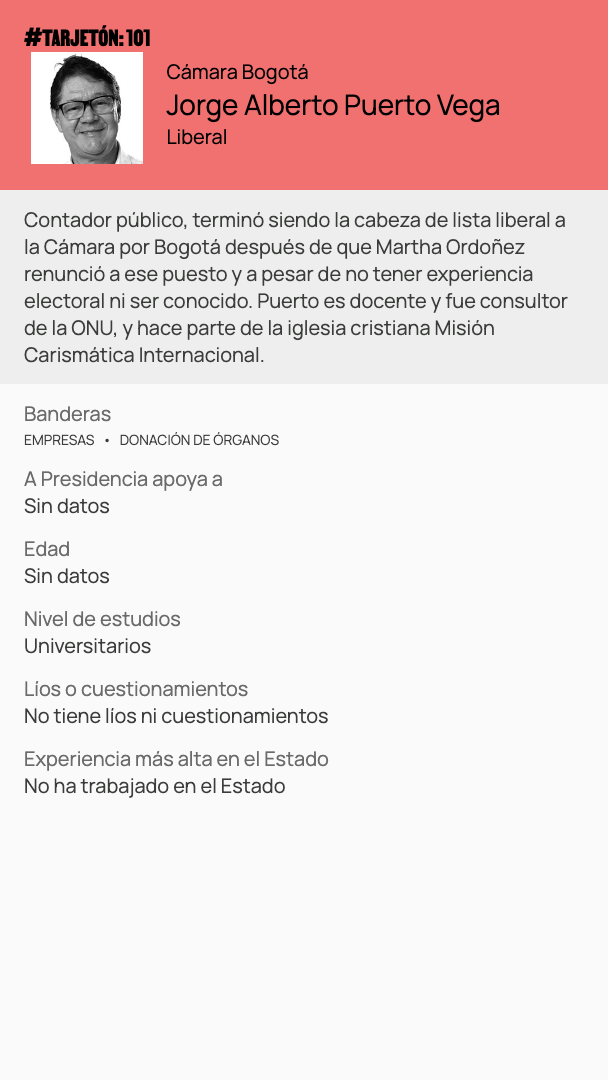 #TARJETÓN: 101
Cámara Bogotá
Jorge Alberto Puerto Vega
Liberal
Contador público, terminó siendo la cabeza de lista liberal a
la Cámara por Bogotá después de que Martha Ordoñez
renunció a ese puesto y a pesar de no tener experiencia
electoral ni ser conocido. Puerto es docente y fue consultor
de la ONU, y hace parte de la iglesia cristiana Misión
Carismática Internacional.
Banderas
EMPRESAS • DONACIÓN DE ÓRGANOS
A Presidencia apoya a
Sin datos
Edad
Sin datos
Nivel de estudios
Universitarios
Líos o cuestionamientos
No tiene líos ni cuestionamientos
Experiencia más alta en el Estado
No ha trabajado en el Estado